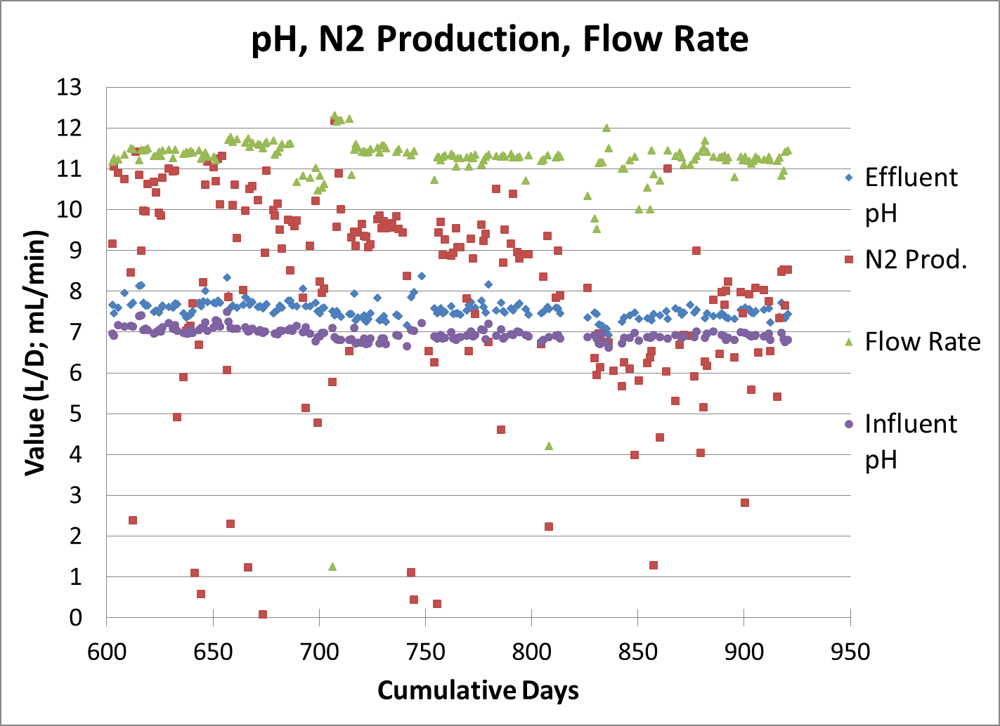 pH, N2 Production, Flow Rate
13
12
11
10
9
8
7
6
5
4
3
2
1
0
Value (L/D; mL/min)
600 650 700 750 800 850 900 950
Cumulative Days
Effluent
pH
N2 Prod.
Flow Rate
Influent
pH